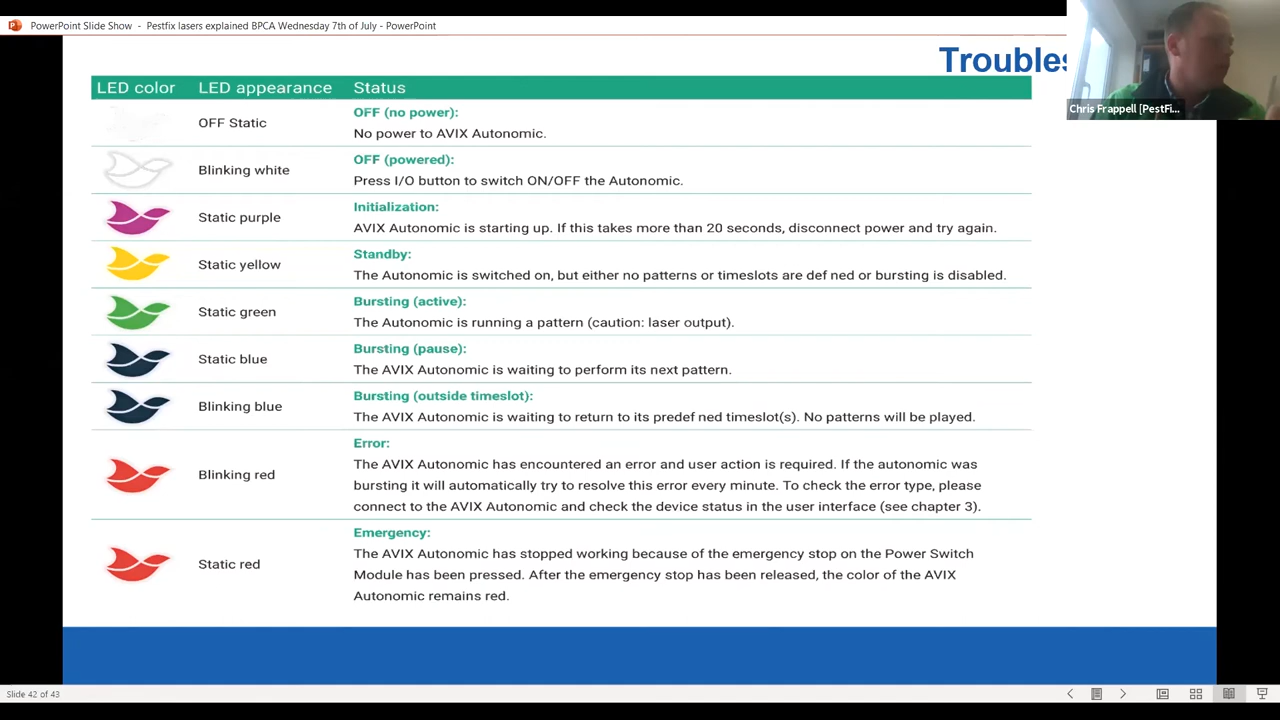 PowerPoint Slide Show - Pestfix lasers explained BPCA Wednesday 7th of July - PowerPoint
Troubles
Chris Frappell [PestFi...
LED color LED appearance Status
OFF Static
OFF (no power):
No power to AVIX Autonomic.
Blinking white
OFF (powered):
Press I/O button to switch ON/OFF the Autonomic.
Static purple
Initialization:
AVIX Autonomic is starting up. If this takes more than 20 seconds, disconnect power and try again.
Static yellow
Standby:
The Autonomic is switched on, but either no patterns or timeslots are def ned or bursting is disabled.
Static green
Bursting (active):
The Autonomic is running a pattern (caution: laser output).
Static blue
Bursting (pause):
The AVIX Autonomic is waiting to perform its next pattern.
Blinking blue
Bursting (outside timeslot):
The AVIX Autonomic is waiting to return to its predef ned timeslot(s). No patterns will be played.
Blinking red
Error:
The AVIX Autonomic has encountered an error and user action is required. If the autonomic was
bursting it will automatically try to resolve this error every minute. To check the error type, please
connect to the AVIX Autonomic and check the device status in the user interface (see chapter 3).
Static red
Emergency:
The AVIX Autonomic has stopped working because of the emergency stop on the Power Switch
Module has been pressed. After the emergency stop has been released, the color of the AVIX
Autonomic remains red.
Slide 42 of 43